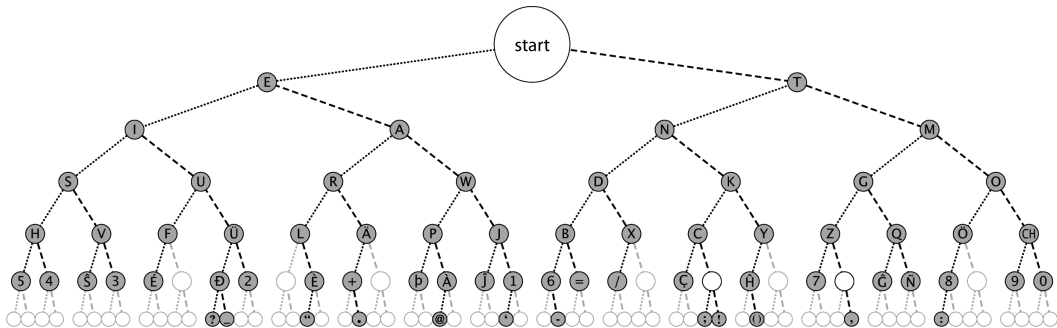 start
E T
I A N M
S U R W D K G O
H V F Ü L Ä P J B X C Y Z Q Ö CH
5 4 Ŝ 3 É Đ 2 È + þ À Ĵ 1 6 = / Ç Ĥ 7 Ĝ Ñ 8 9 0
? _ “ . @ ‘ - ; ! () , :